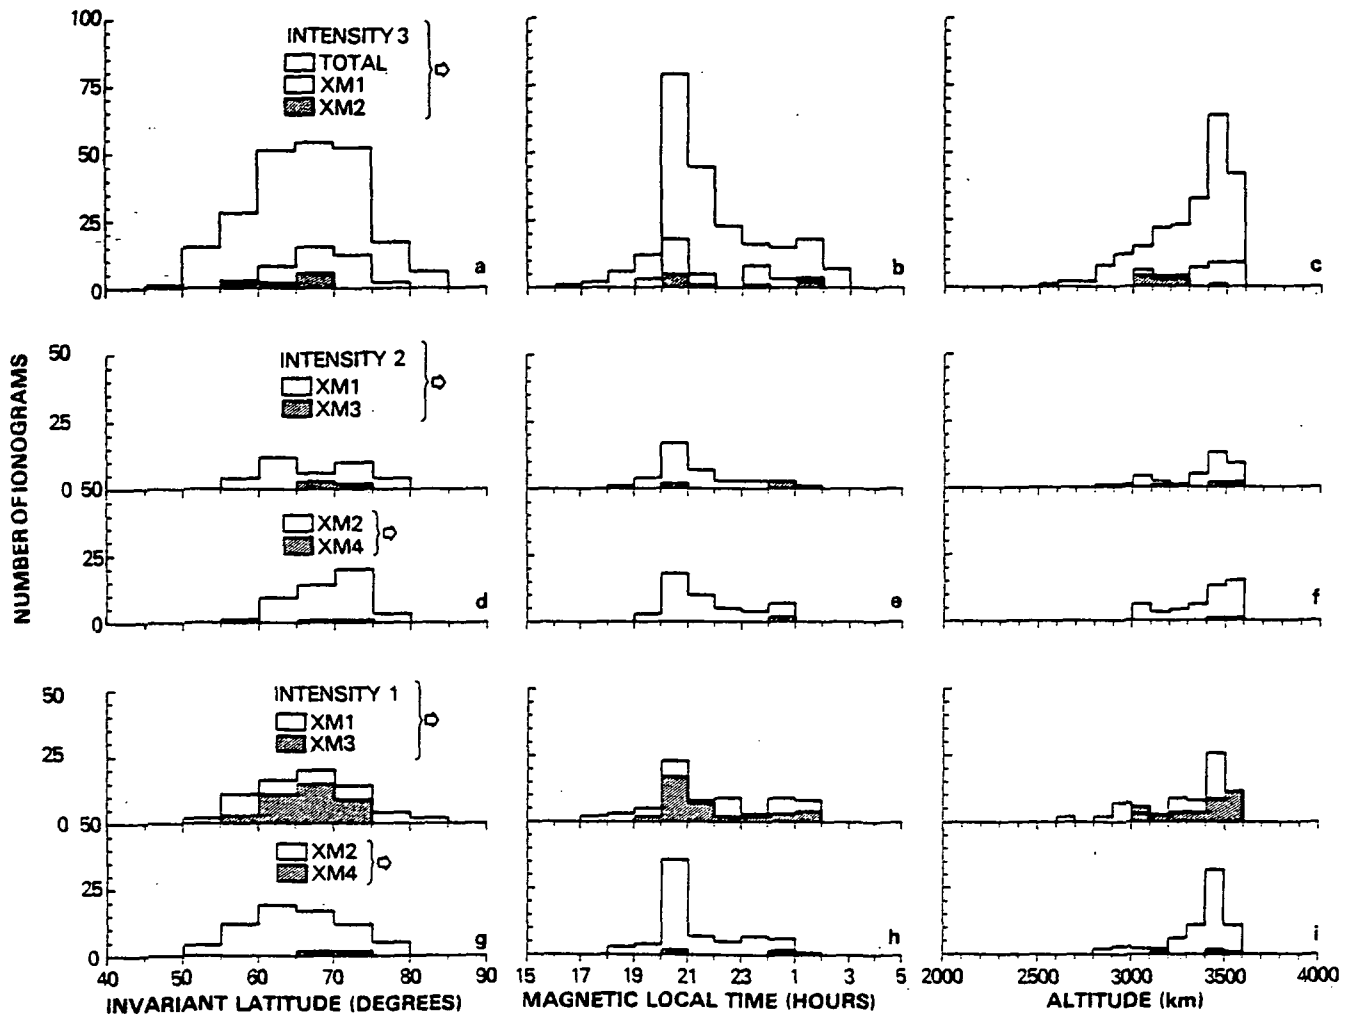 NUMBER OF IONOGRAMS
100
75
50
25
0
INTENSITY 3
TOTAL
XM1
XM2
a
b
c
50
25
0 50
INTENSITY 2
XM1
XM3
25
0
XM2
XM4
d
e
f
50
25
0 50
INTENSITY 1
XM1
XM3
25
0
XM2
XM4
g
h
i
40 50 60 70 80 90
15 17 19 21 23 1 3 5
2000 2500 3000 3500 4000
INVARIANT LATITUDE (DEGREES)
MAGNETIC LOCAL TIME (HOURS)
ALTITUDE (km)